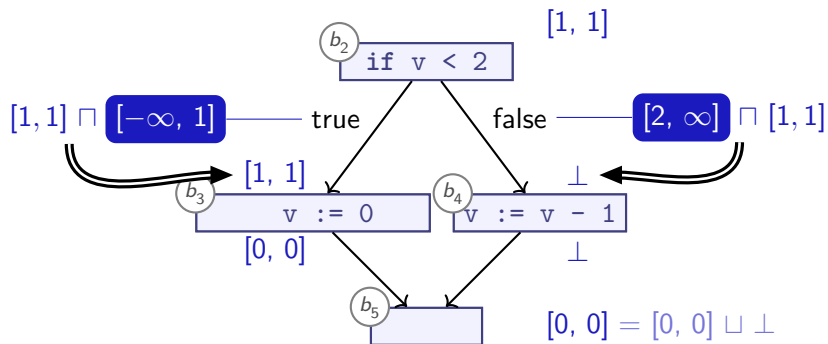 [1, 1]
b2
if v < 2
[1, 1] ⊓ [-∞, 1] true false [2, ∞] ⊓ [1, 1]
[1, 1] ⊥
b3 b4
v := 0 v := v - 1
[0, 0] ⊥
b5
[0, 0] = [0, 0] ⊔ ⊥